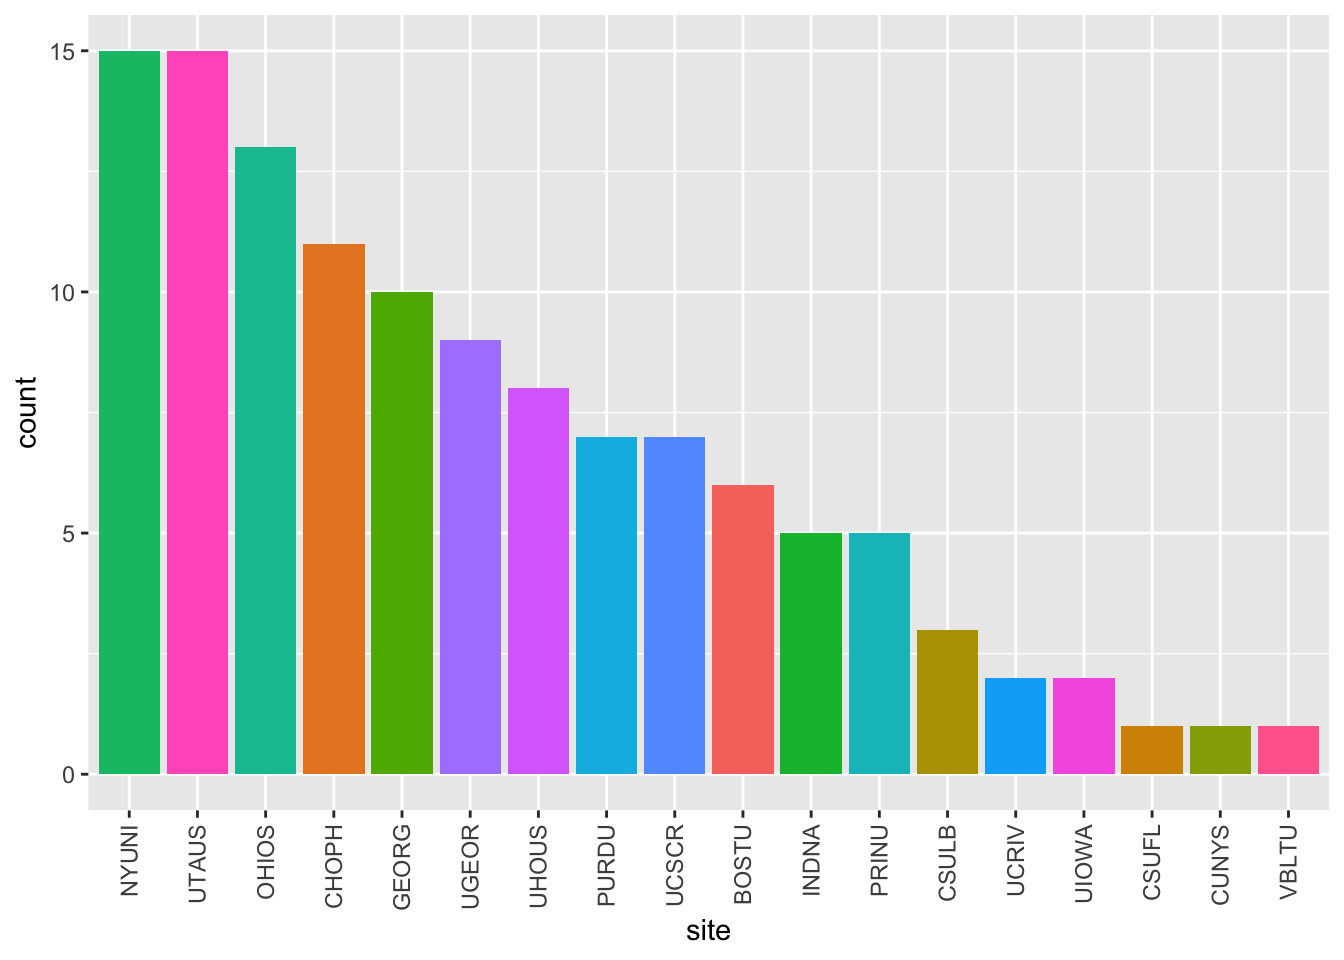 15
10
5
0
count
NYUNI
UTAUS
OHIOS
CHOPH
GEORG
UGEOR
UHOUS
PURDU
UCSCR
BOSTU
INDNA
PRINU
CSULB
UCRIV
UIOWA
CSUFL
CUNYS
VBLTU
site